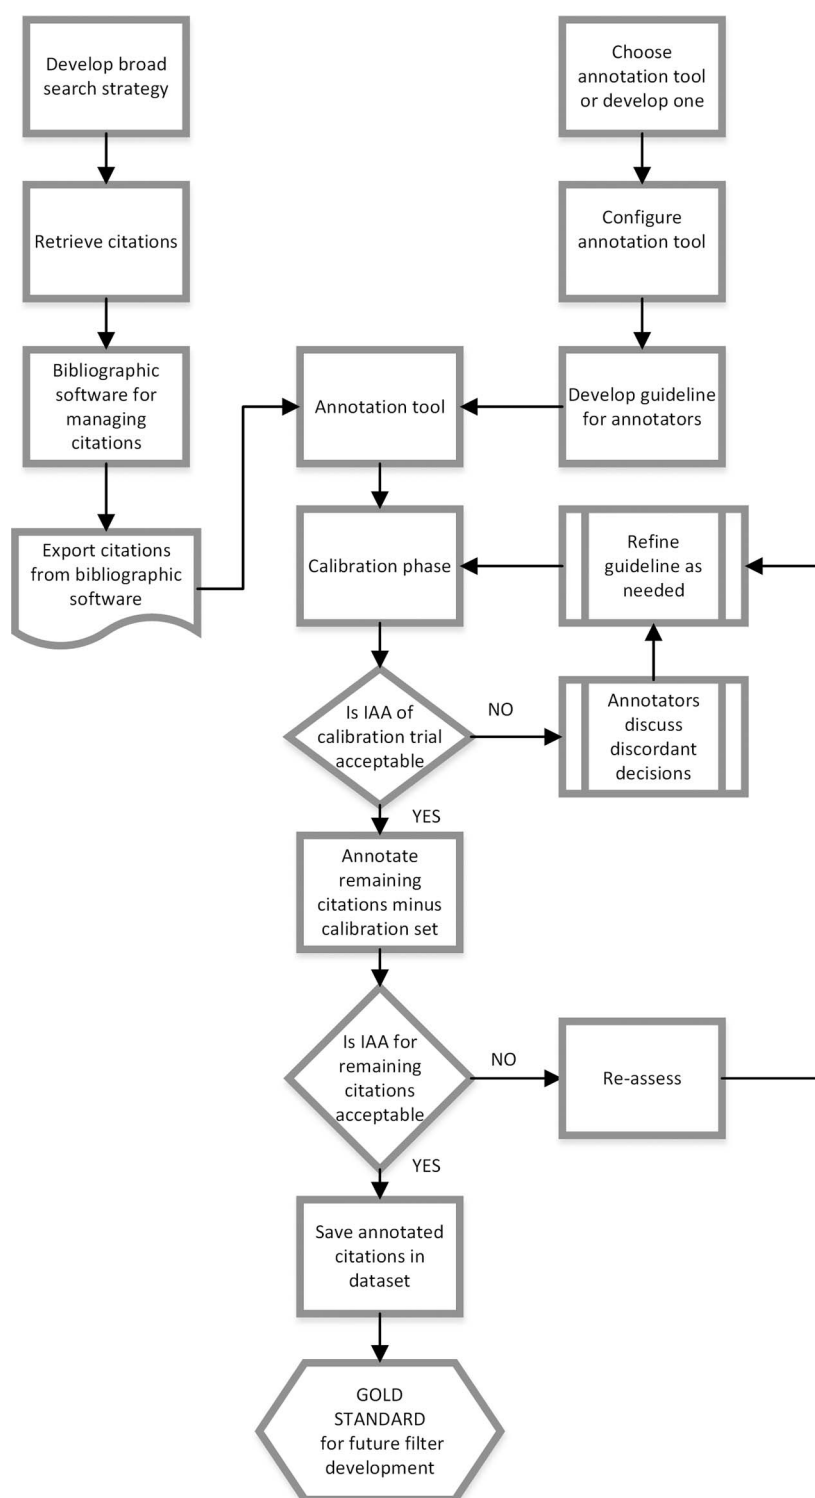 Develop broad
search strategy
Choose
annotation tool
or develop one
Retrieve citations
Configure
annotation tool
Bibliographic
software for
managing
citations
Annotation tool
Develop guideline
for annotators
Export citations
from bibliographic
software
Calibration phase
Refine
guideline as
needed
Is IAA of
calibration trial
acceptable
NO
Annotators
discuss
discordant
decisions
YES
Annotate
remaining
citations minus
calibration set
Is IAA for
remaining
citations
acceptable
NO
Re-assess
YES
Save annotated
citations in
dataset
GOLD
STANDARD
for future filter
development